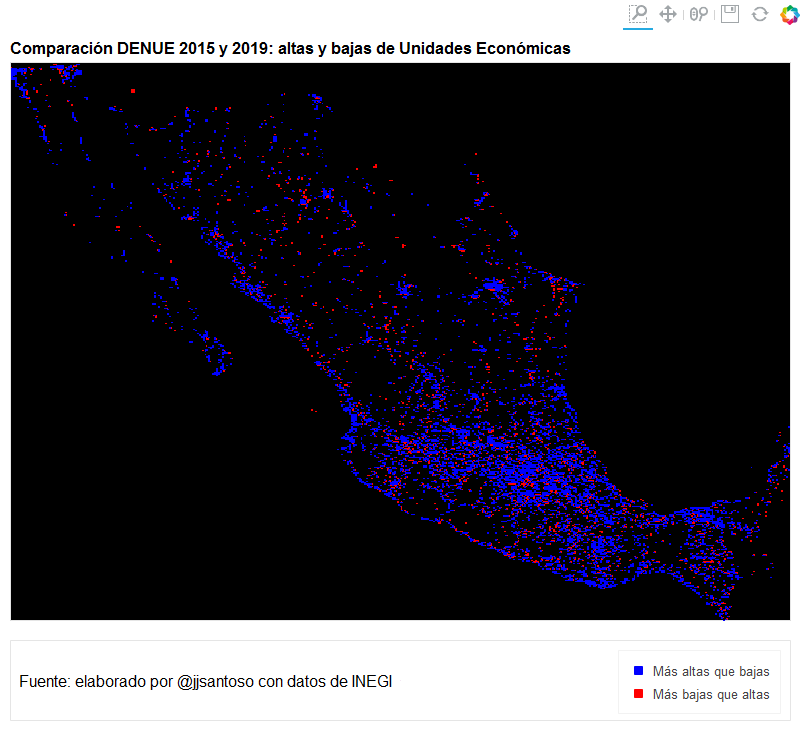 Comparación DENUE 2015 y 2019: altas y bajas de Unidades Económicas
Fuente: elaborado por @jjsantoso con datos de INEGI
Más altas que bajas
Más bajas que altas